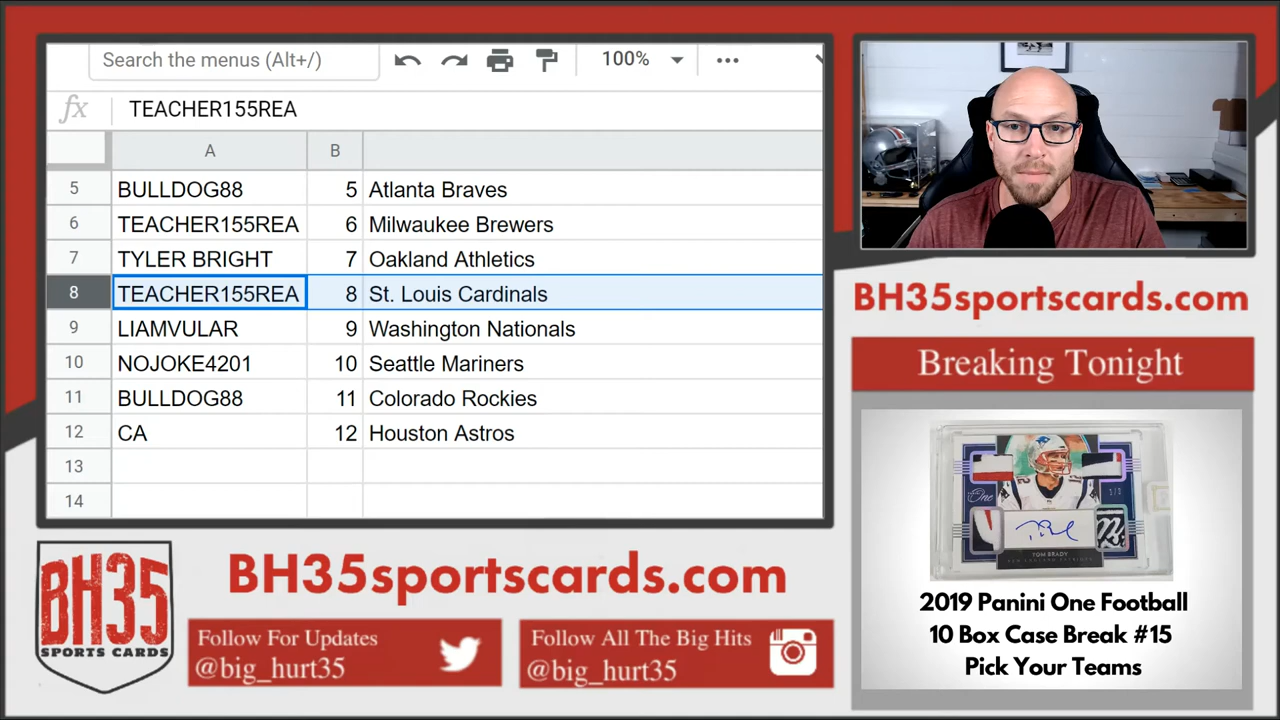 Search the menus (Alt+/)
100%
fx TEACHER155REA
A B
5 BULLDOG88 5 Atlanta Braves
6 TEACHER155REA 6 Milwaukee Brewers
7 TYLER BRIGHT 7 Oakland Athletics
8 TEACHER155REA 8 St. Louis Cardinals
9 LIAMVULAR 9 Washington Nationals
10 NOJOKE4201 10 Seattle Mariners
11 BULLDOG88 11 Colorado Rockies
12 CA 12 Houston Astros
13
14
BH35sportscards.com
Breaking Tonight
One
TOM BRADY
2019 Panini One Football
10 Box Case Break #15
Pick Your Teams
BH35
SPORTS CARDS
BH35sportscards.com
Follow For Updates
@big_hurt35
Follow All The Big Hits
@big_hurt35